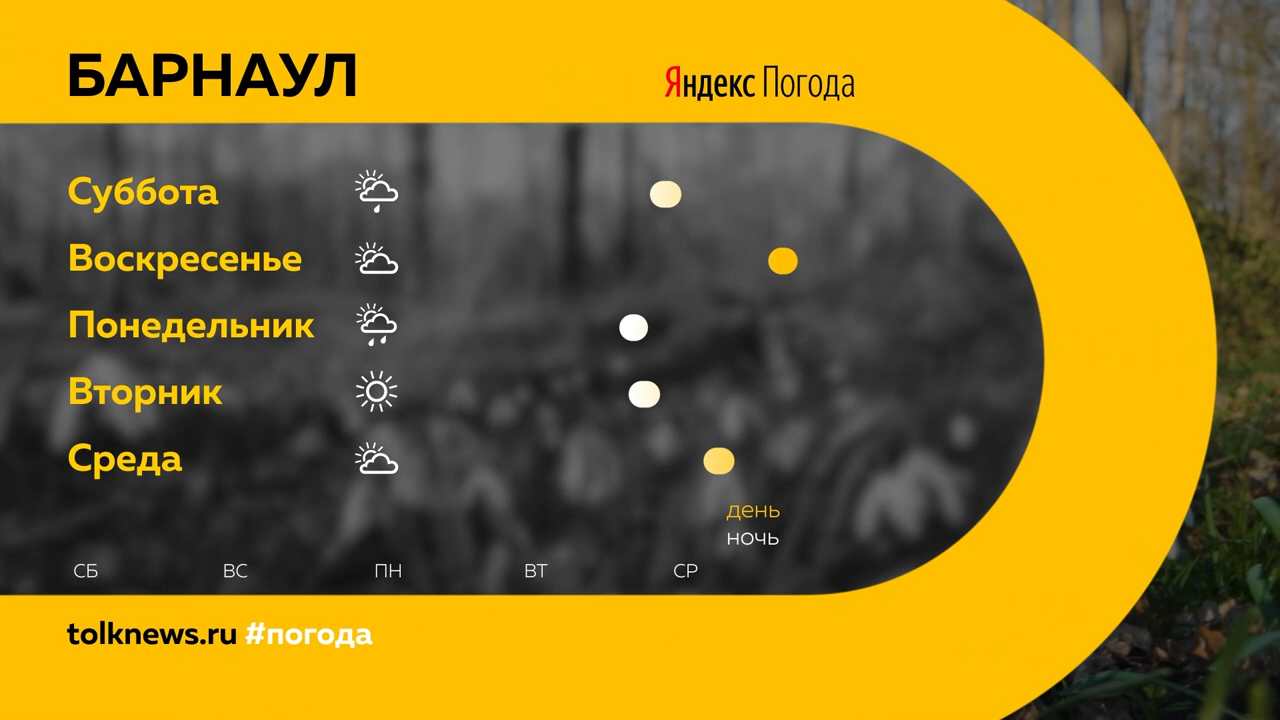 БАРНАУЛ
Яндекс Погода
Суббота
Воскресенье
Понедельник
Вторник
Среда
день
ночь
СБ ВС ПН ВТ СР
tolknews.ru #погода